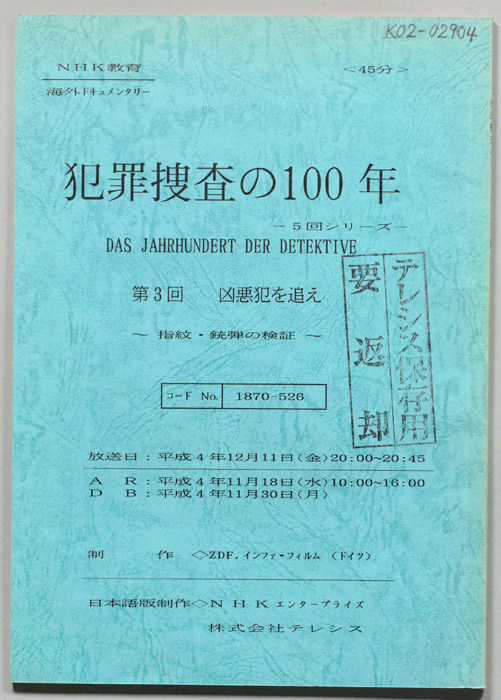 K02-02904
NHK教育
<45分>
海外ドキュメンタリー
犯罪捜査の100年
−5回シリーズ−
DAS JAHRHUNDERT DER DETEKTIVE
第3回 凶悪犯を追え
〜 指紋・銃弾の検証 〜
テレシス保存用
要返却
コード No. 1870-526
放送日:平成4年12月11日(金)20:00~20:45
A R:平成4年11月18日(水)10:00~16:00
D B:平成4年11月30日(月)
制 作 ◇ZDF.インファ・フィルム (ドイツ)
日本語版制作◇NHKエンタープライズ
株式会社テレシス